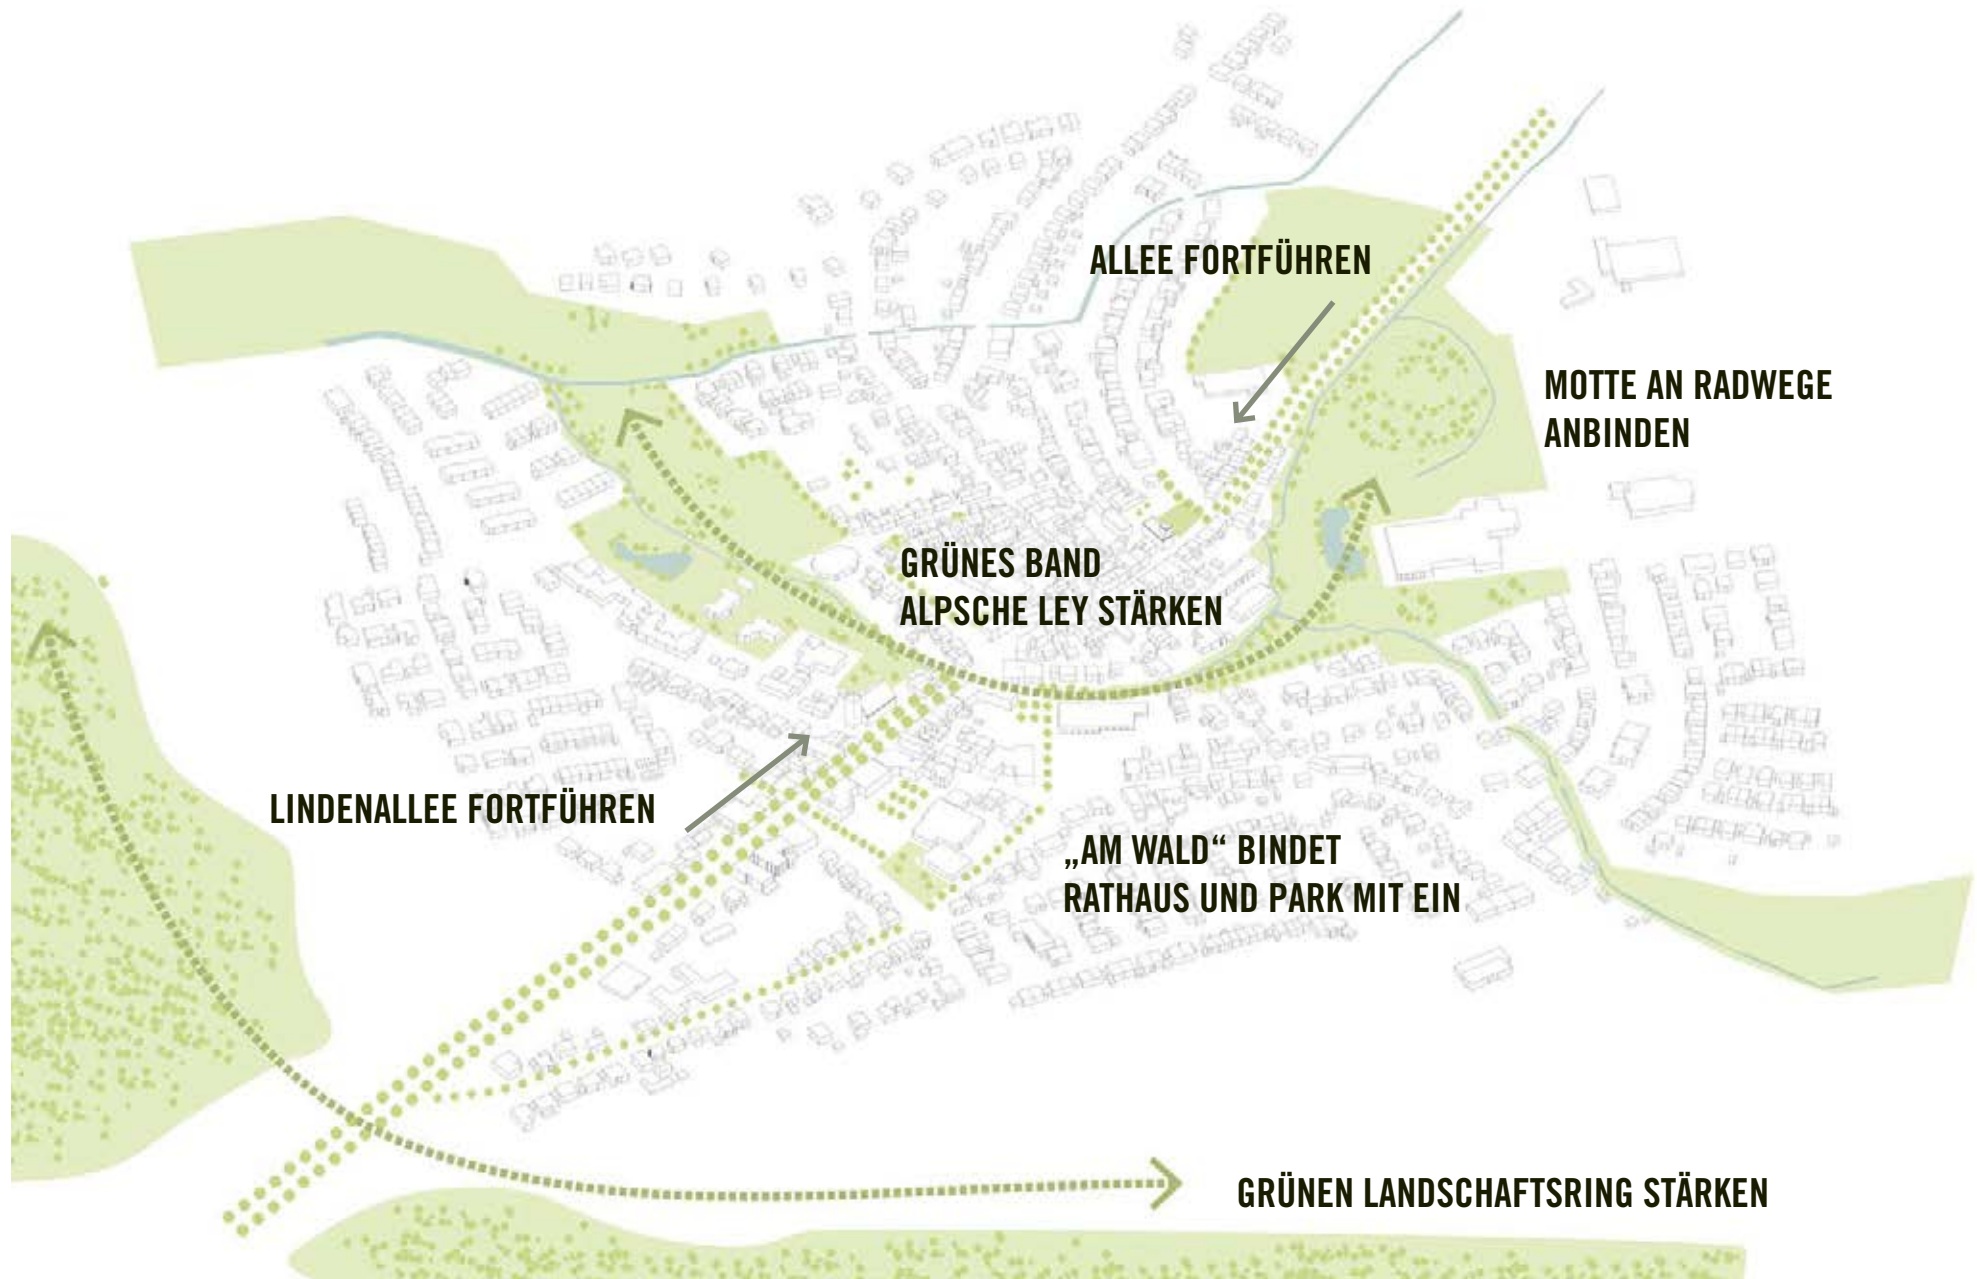 ALLEE FORTFÜHREN
MOTTE AN RADWEGE
ANBINDEN
GRÜNES BAND
ALPSCHE LEY STÄRKEN
LINDENALLEE FORTFÜHREN
„AM WALD“ BINDET
RATHAUS UND PARK MIT EIN
GRÜNEN LANDSCHAFTSRING STÄRKEN